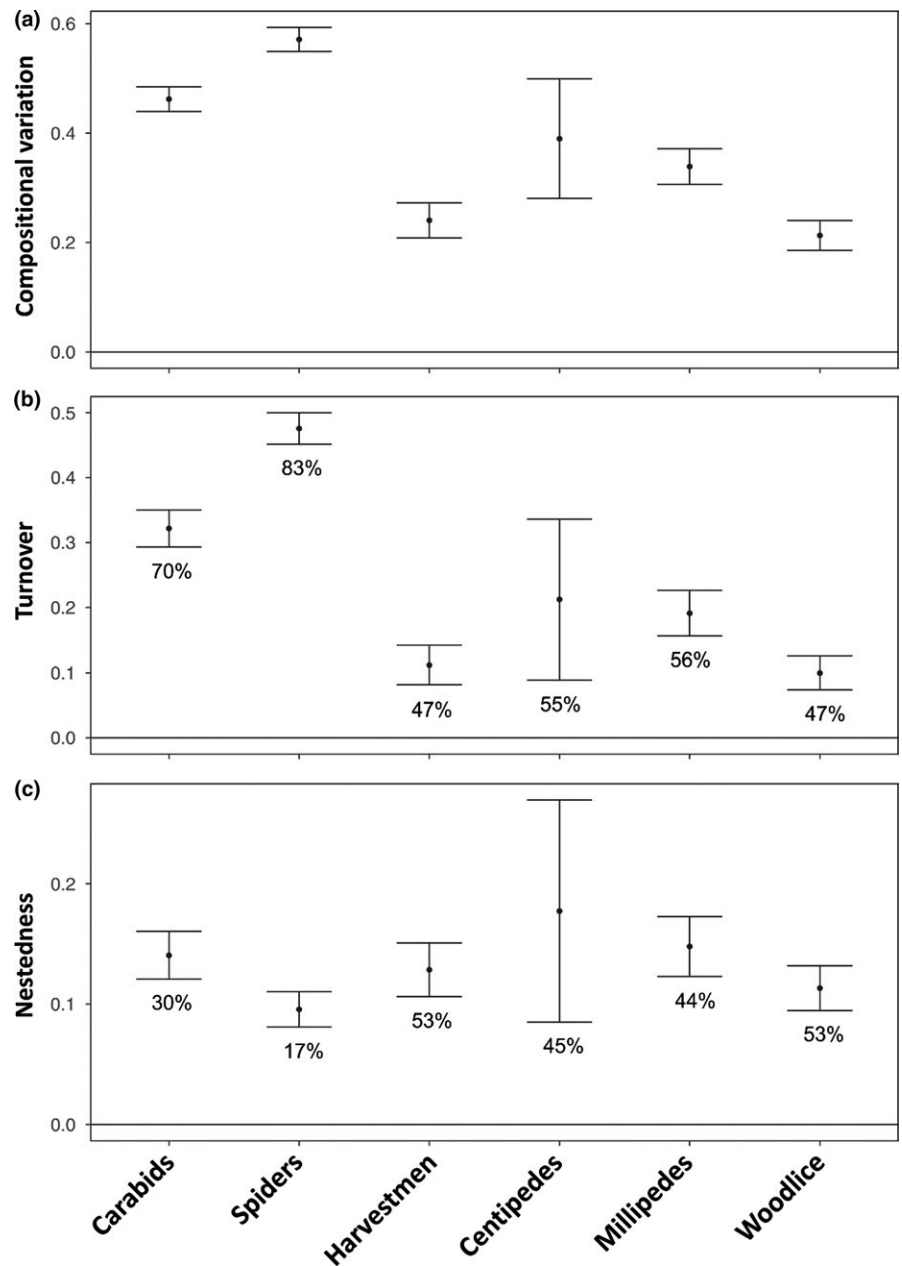 (a)
Compositional variation
0.6
0.4
0.2
0.0
(b)
Turnover
0.5
0.4
0.3
0.2
0.1
0.0
70%
83%
47%
55%
56%
47%
(c)
Nestedness
0.2
0.1
0.0
30%
17%
53%
45%
44%
53%
Carabids
Spiders
Harvestmen
Centipedes
Millipedes
Woodlice